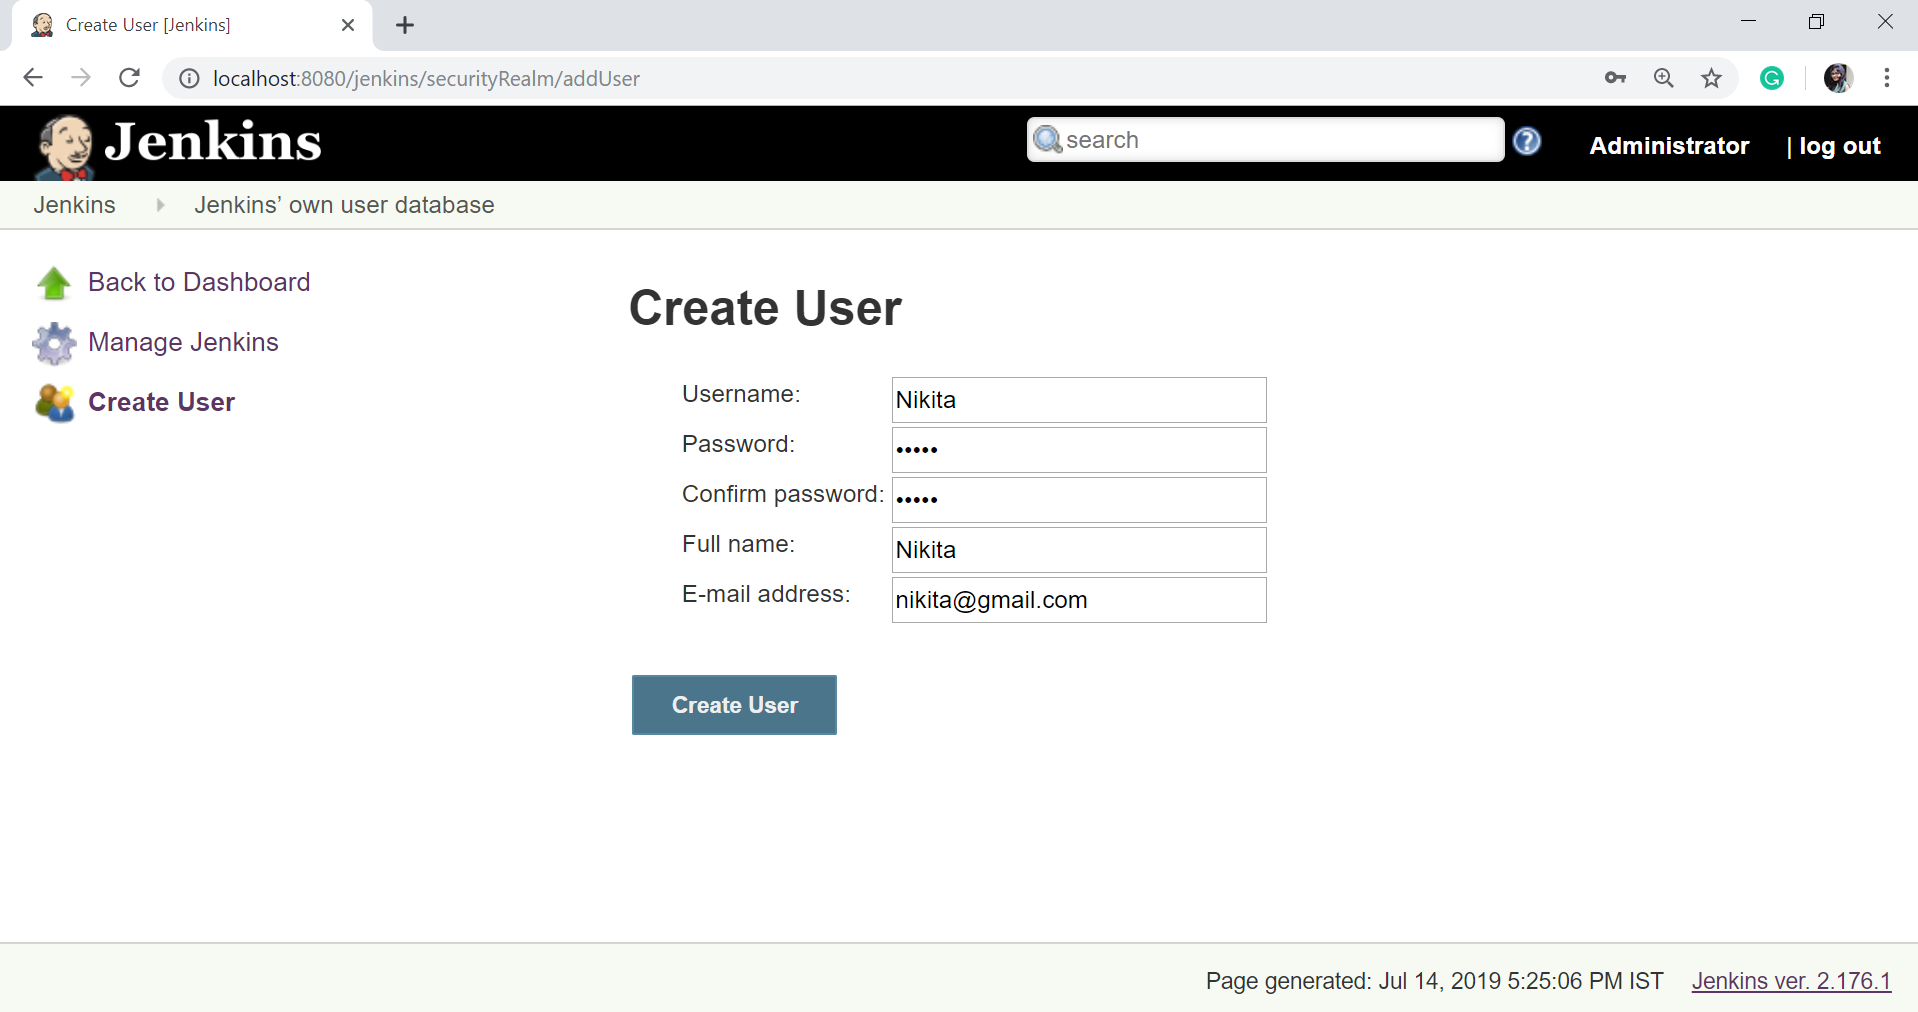 Create User [Jenkins]
localhost:8080/jenkins/securityRealm/addUser
Jenkins
search
Administrator
| log out
Jenkins
Jenkins’ own user database
Back to Dashboard
Manage Jenkins
Create User
Create User
Username: Nikita
Password: •••••
Confirm password: •••••
Full name: Nikita
E-mail address: nikita@gmail.com
Create User
Page generated: Jul 14, 2019 5:25:06 PM IST
Jenkins ver. 2.176.1